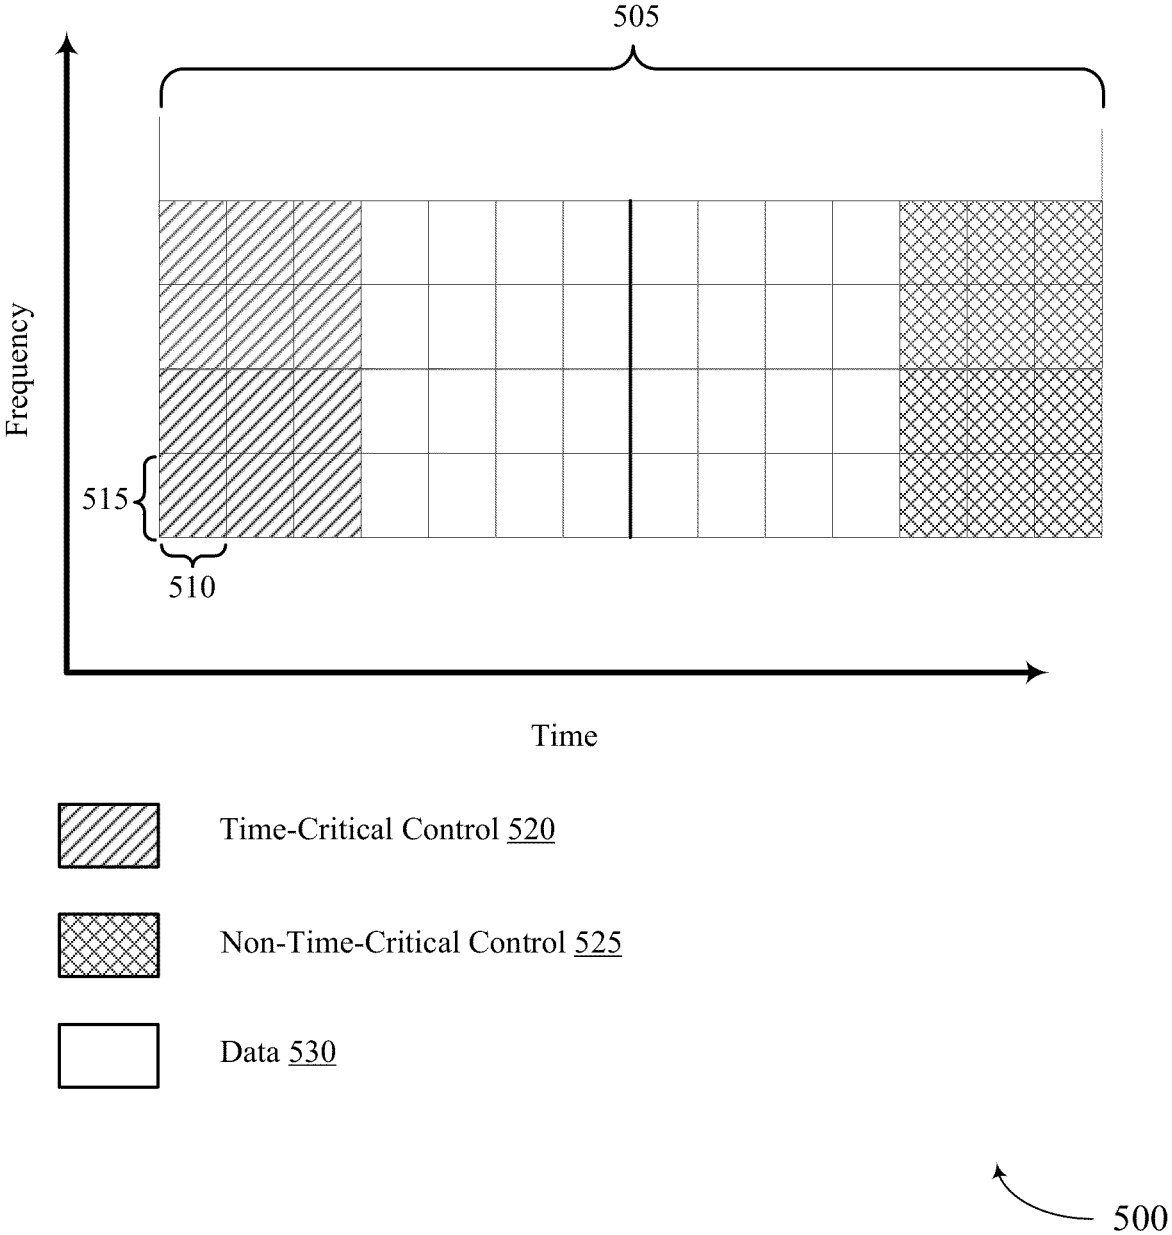 505
Frequency
515
510
Time
Time-Critical Control 520
Non-Time-Critical Control 525
Data 530
500